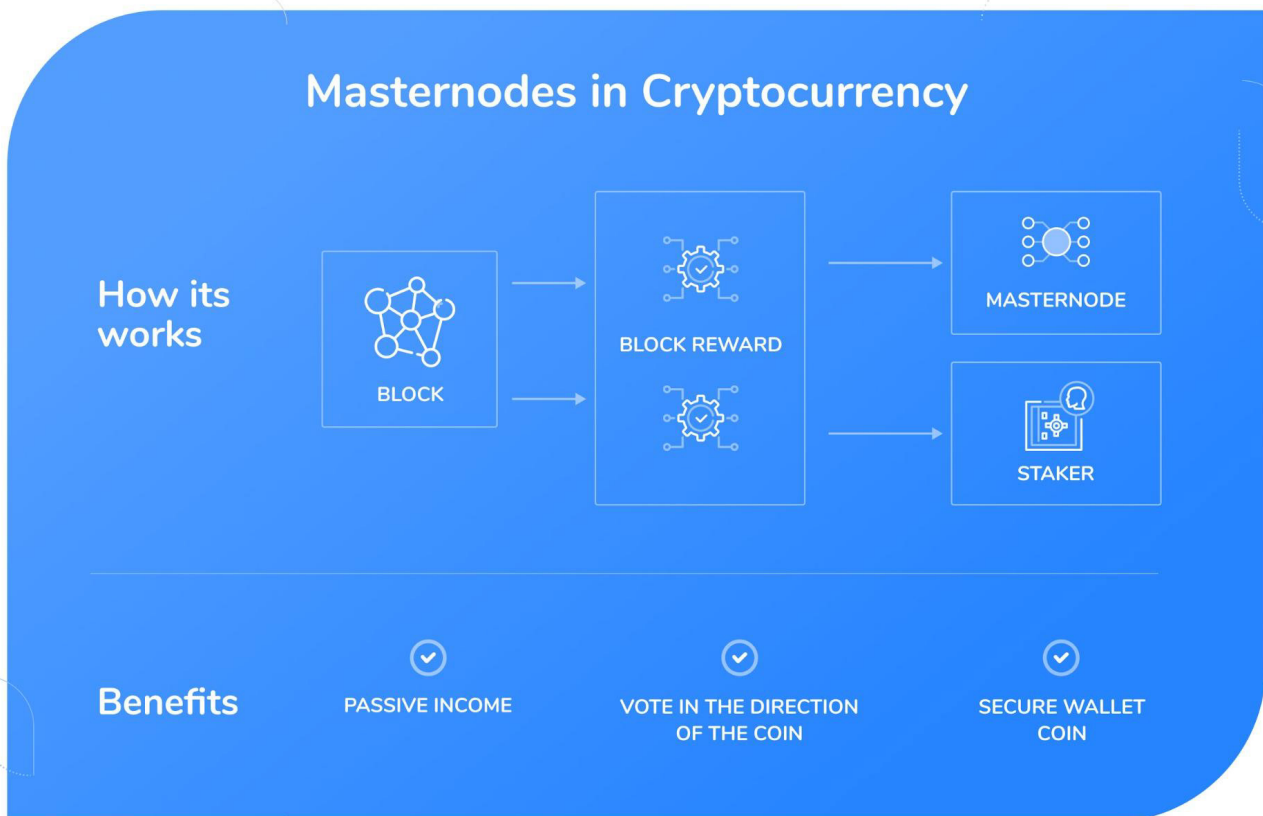 Masternodes in Cryptocurrency
How its
works
BLOCK
BLOCK REWARD
MASTERNODE
STAKER
Benefits
PASSIVE INCOME
VOTE IN THE DIRECTION
OF THE COIN
SECURE WALLET
COIN